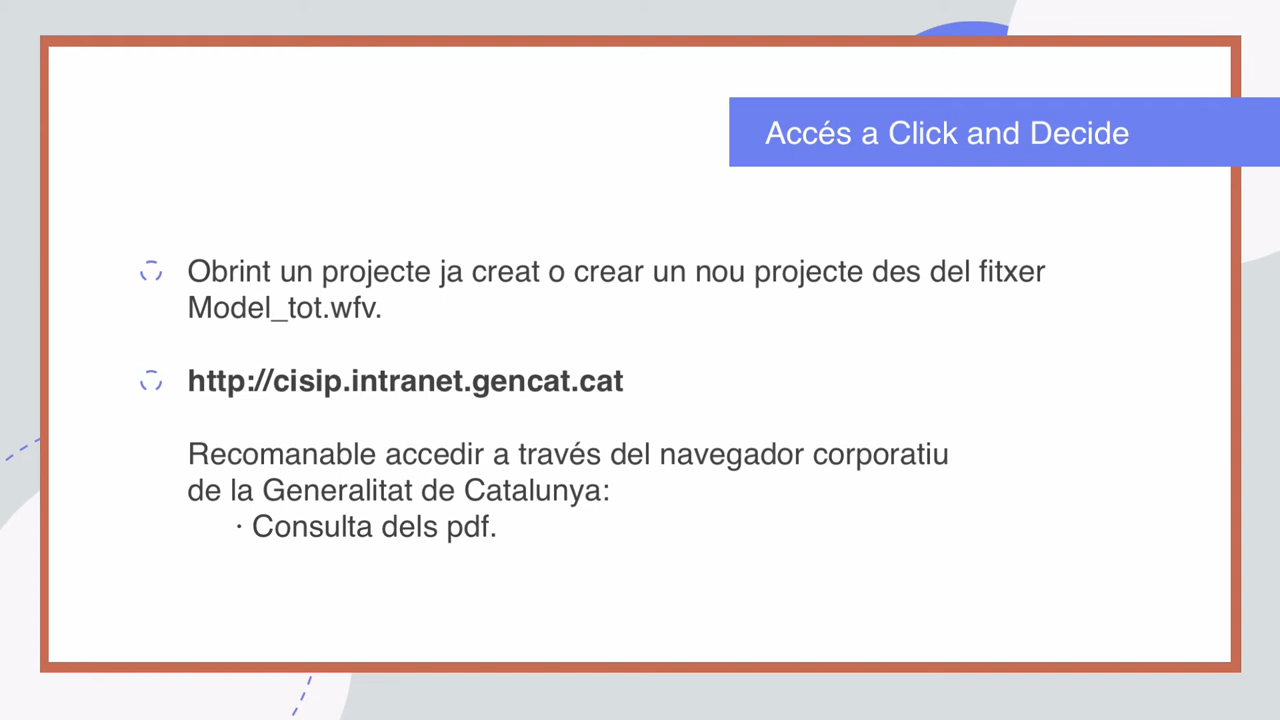 Accés a Click and Decide
Obrint un projecte ja creat o crear un nou projecte des del fitxer
Model_tot.wfv.
http://cisip.intranet.gencat.cat
Recomanable accedir a través del navegador corporatiu
de la Generalitat de Catalunya:
· Consulta dels pdf.